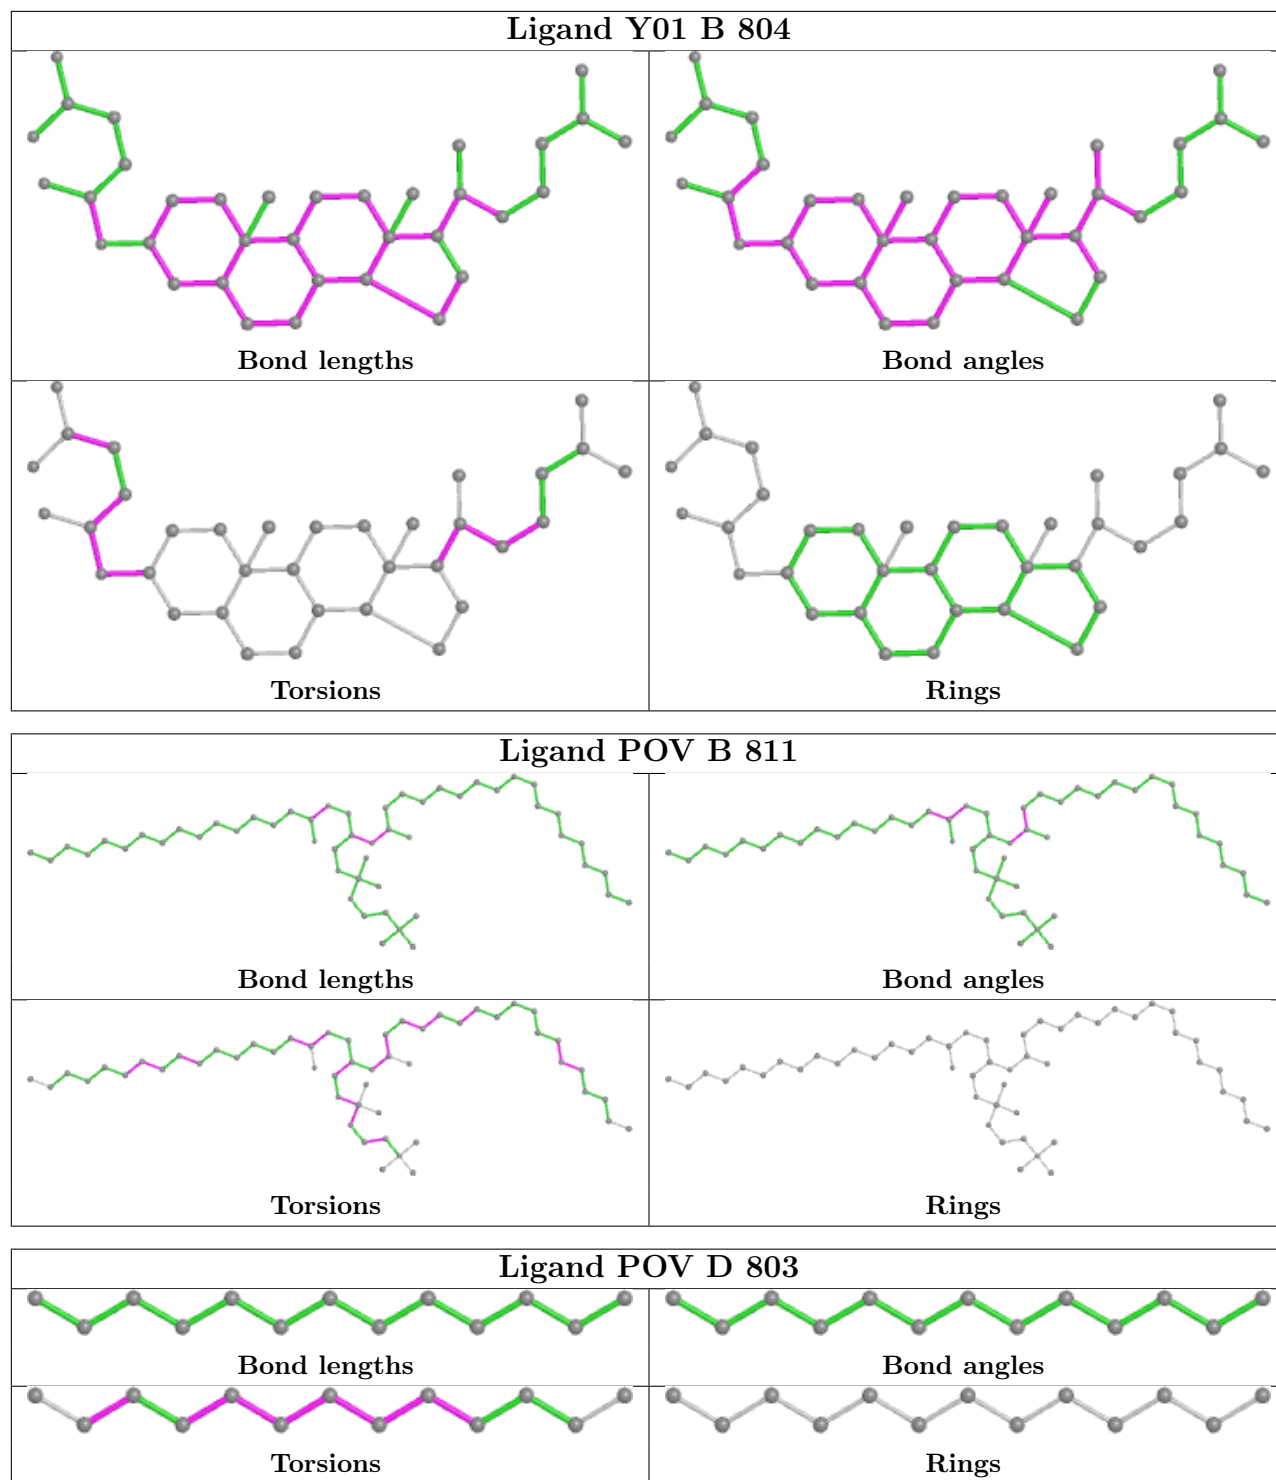 Ligand Y01 B 804
Bond lengths
Bond angles
Torsions
Rings
Ligand POV B 811
Bond lengths
Bond angles
Torsions
Rings
Ligand POV D 803
Bond lengths
Bond angles
Torsions
Rings